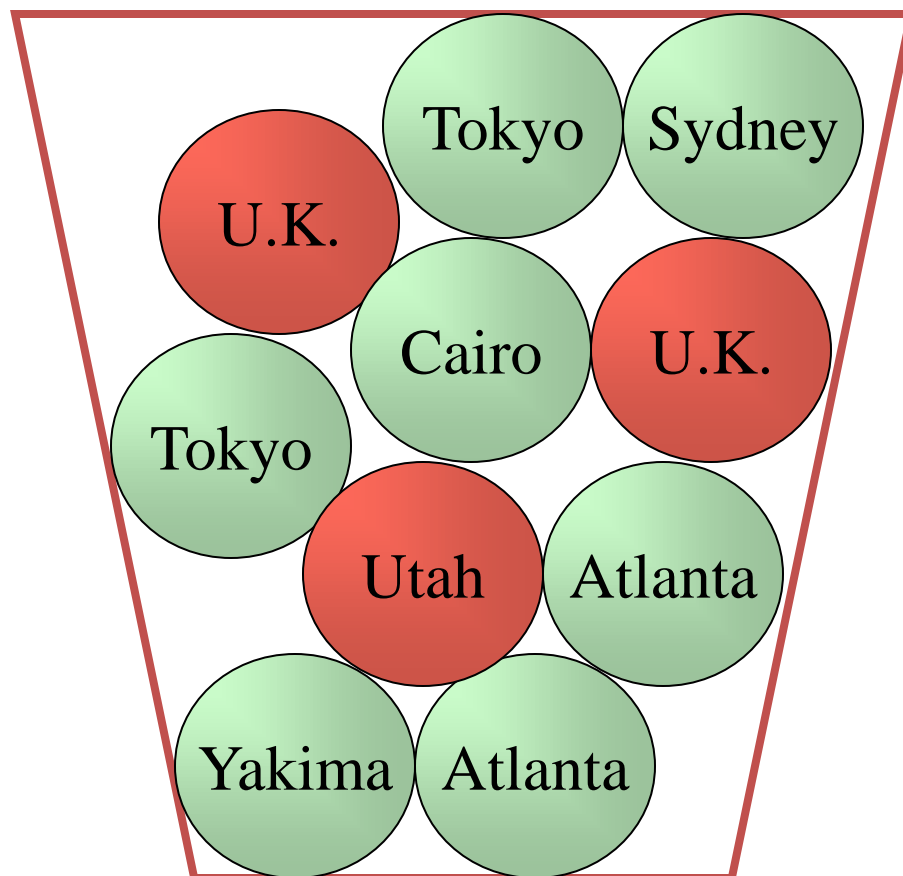 Tokyo
Sydney
U.K.
Cairo
U.K.
Tokyo
Utah
Atlanta
Yakima
Atlanta